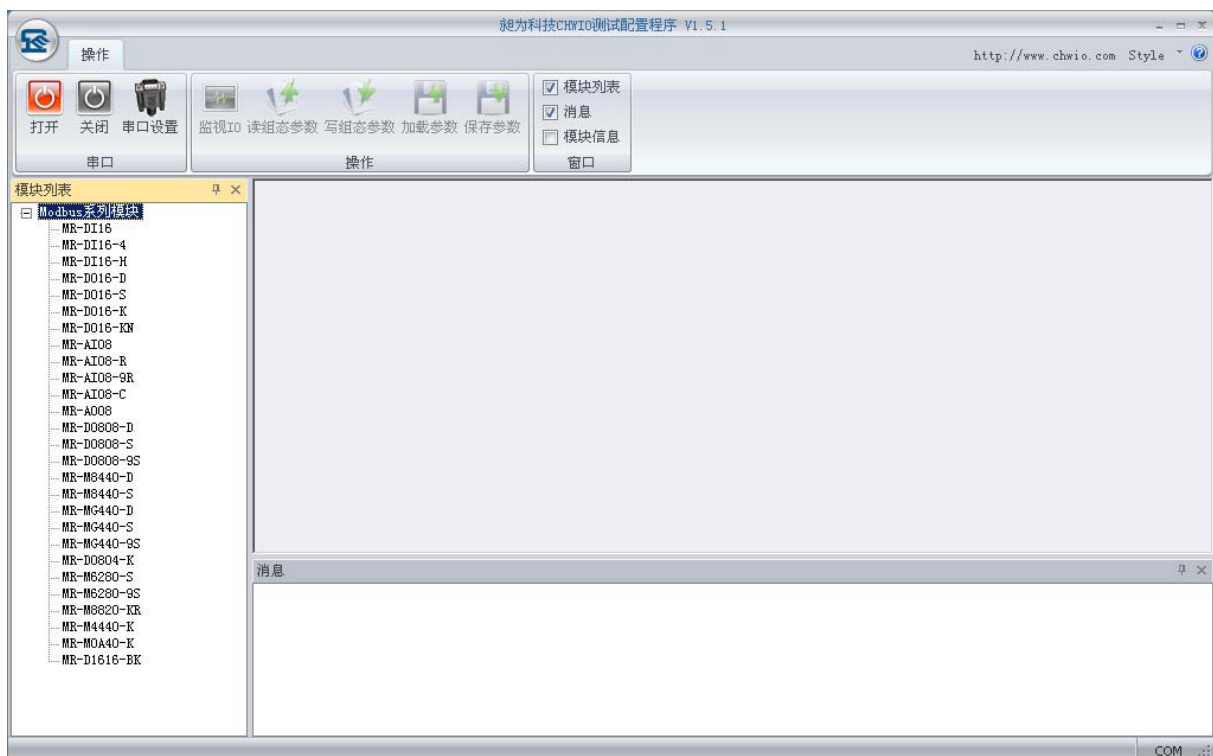 昶为科技CHWIO测试配置程序 V1.5.1
操作
http://www.chwio.com Style
打开 关闭 串口设置
监视IO 读组态参数 写组态参数 加载参数 保存参数
模块列表
消息
模块信息
串口
操作
窗口
模块列表
Modbus系列模块
MR-DI16
MR-DI16-4
MR-DI16-H
MR-DO16-D
MR-DO16-S
MR-DO16-K
MR-DO16-KN
MR-AI08
MR-AI08-R
MR-AI08-9R
MR-AI08-C
MR-AO08
MR-D0808-D
MR-D0808-S
MR-D0808-9S
MR-M8440-D
MR-M8440-S
MR-MG440-D
MR-MG440-S
MR-MG440-9S
MR-D0804-K
MR-M6280-S
MR-M6280-9S
MR-M8820-KR
MR-M4440-K
MR-M0A40-K
MR-D1616-BK
消息
COM